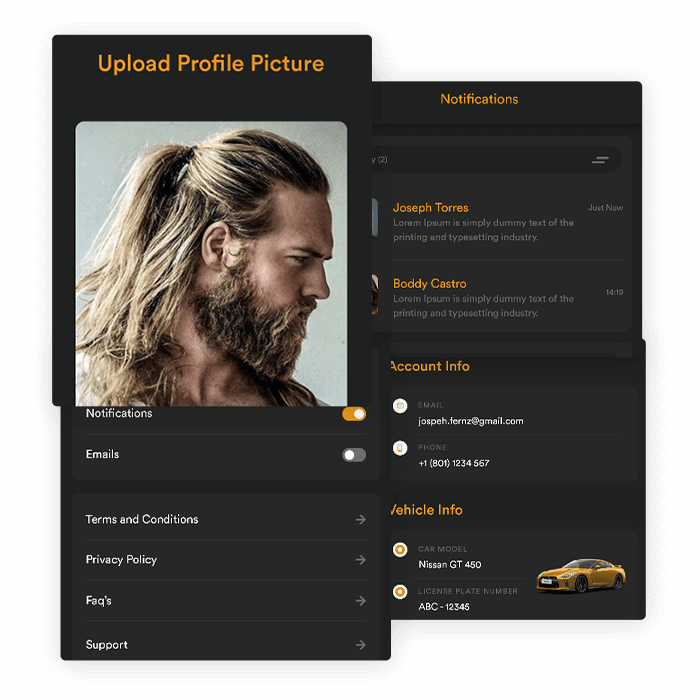 Upload Profile Picture
Notifications
(2)
Joseph Torres
Just Now
Lorem Ipsum is simply dummy text of the
printing and typesetting industry.
Boddy Castro
14:19
Lorem Ipsum is simply dummy text of the
printing and typesetting industry.
Account Info
EMAIL
jospeh.fernz@gmail.com
PHONE
+1 (801) 1234 567
Vehicle Info
CAR MODEL
Nissan GT 450
LICENSE PLATE NUMBER
ABC - 12345
Notifications
Emails
Terms and Conditions
Privacy Policy
Faq's
Support